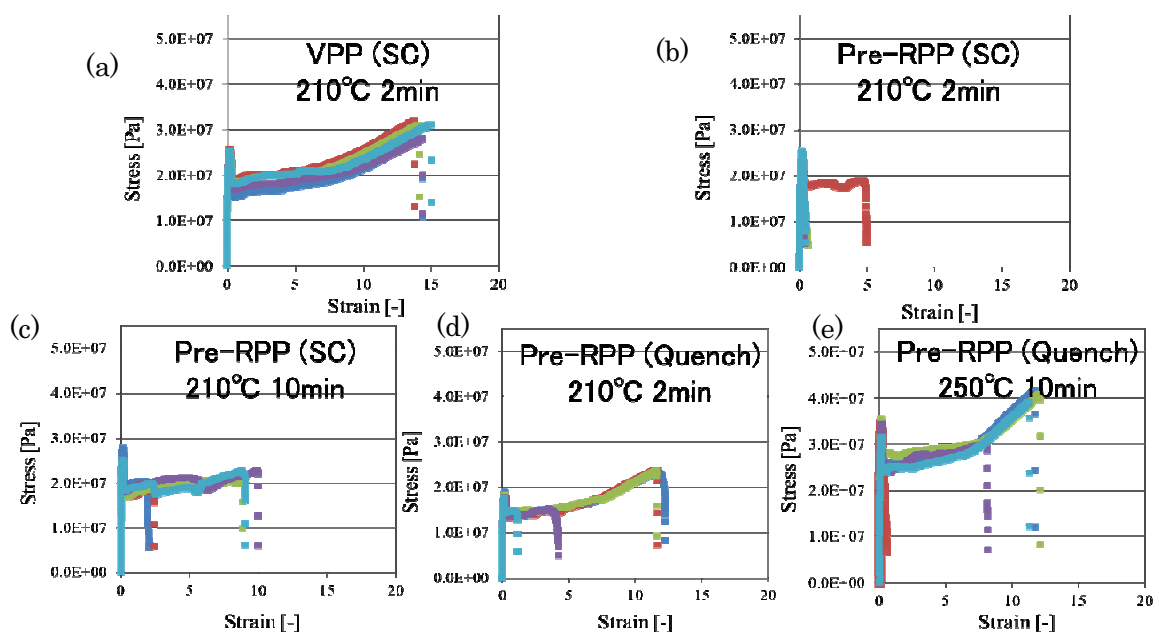 (a)
VPP (SC)
210℃ 2min
5.0E+07
4.0E+07
3.0E+07
2.0E+07
1.0E+07
0.0E+00
Stress [Pa]
0 5 10 15 20
Strain [-]
(b)
Pre-RPP (SC)
210℃ 2min
5.0E+07
4.0E+07
3.0E+07
2.0E+07
1.0E+07
0.0E+00
Stress [Pa]
0 5 10 15 20
Strain [-]
(c)
Pre-RPP (SC)
210℃ 10min
5.0E+07
4.0E+07
3.0E+07
2.0E+07
1.0E+07
0.0E+00
Stress [Pa]
0 5 10 15 20
Strain [-]
(d)
Pre-RPP (Quench)
210℃ 2min
5.0E+07
4.0E+07
3.0E+07
2.0E+07
1.0E+07
0.0E+00
Stress [Pa]
0 5 10 15 20
Strain [-]
(e)
Pre-RPP (Quench)
250℃ 10min
5.0E-07
4.0E-07
3.0E-07
2.0E-07
1.0E-07
0.0E+00
Stress [Pa]
0 5 10 15 20
Strain [-]